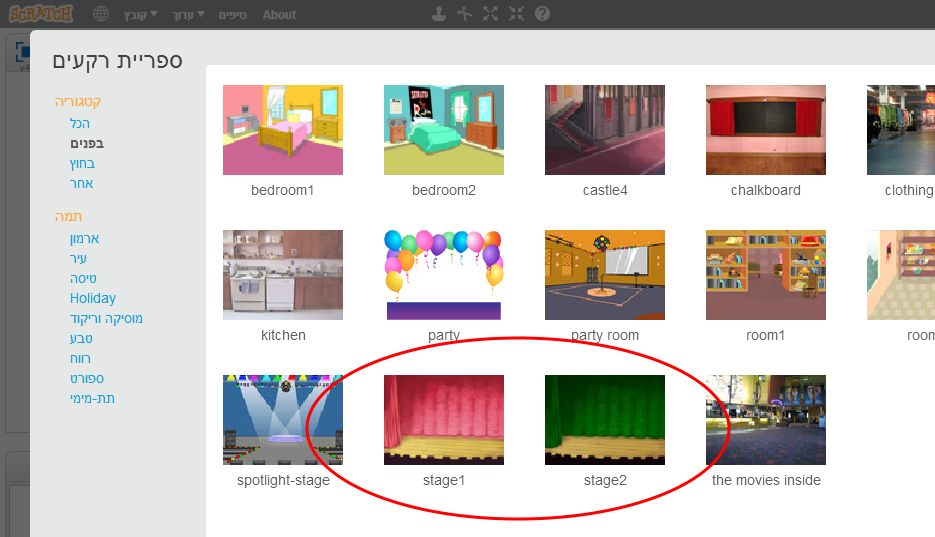 SCRATCH קובץ ערוך טיפים About
ספריית רקעים
קטגוריה
הכל
בפנים
בחוץ
אחר
תמה
ארמון
עיר
טיסה
Holiday
מוסיקה וריקוד
טבע
רווח
ספורט
תת-מימי
bedroom1 bedroom2 castle4 chalkboard clothing
kitchen party party room room1 room
spotlight-stage stage1 stage2 the movies inside